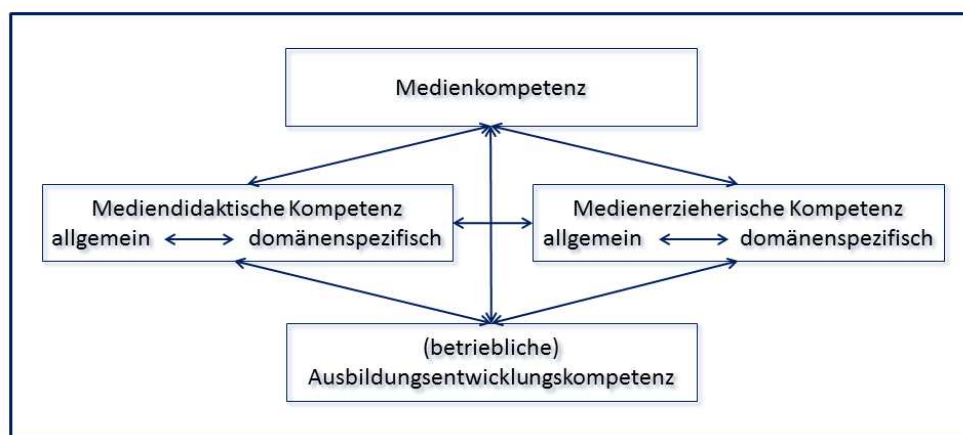 Medienkompetenz
Mediendidaktische Kompetenz
allgemein domänenspezifisch
Medienerzieherische Kompetenz
allgemein domänenspezifisch
(betriebliche)
Ausbildungsentwicklungskompetenz